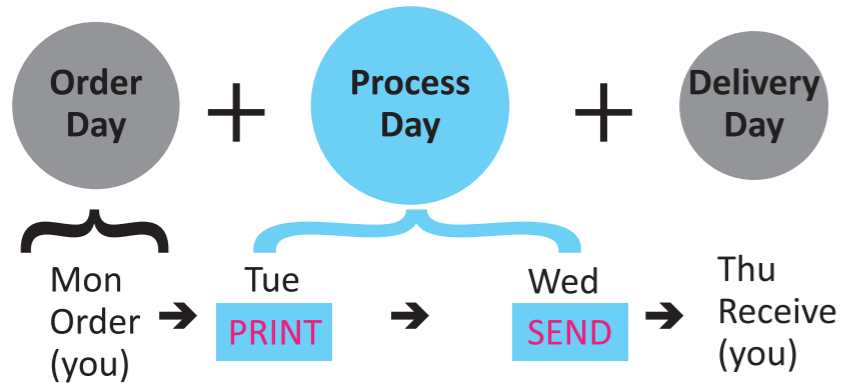 Order
Day
+
Process
Day
+
Delivery
Day
Mon
Order
(you)
Tue
PRINT
Wed
SEND
Thu
Receive
(you)